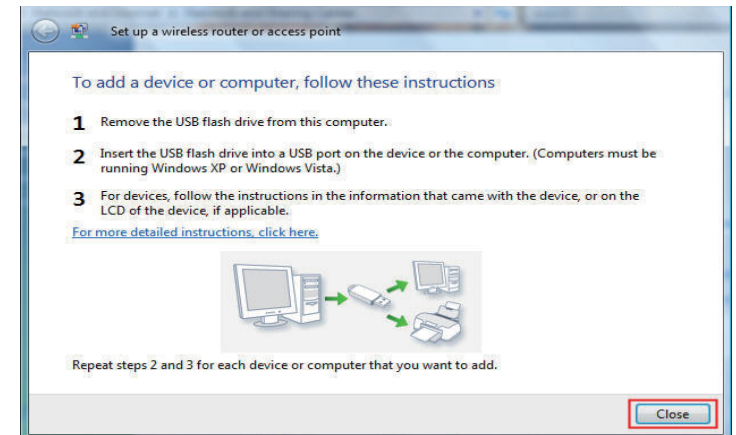 Set up a wireless router or access point
To add a device or computer, follow these instructions
1 Remove the USB flash drive from this computer.
2 Insert the USB flash drive into a USB port on the device or the computer. (Computers must be
running Windows XP or Windows Vista.)
3 For devices, follow the instructions in the information that came with the device, or on the
LCD of the device, if applicable.
For more detailed instructions, click here.
Repeat steps 2 and 3 for each device or computer that you want to add.
Close